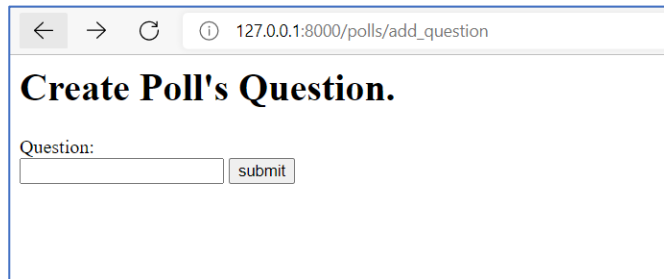 127.0.0.1:8000/polls/add_question
Create Poll's Question.
Question:
submit